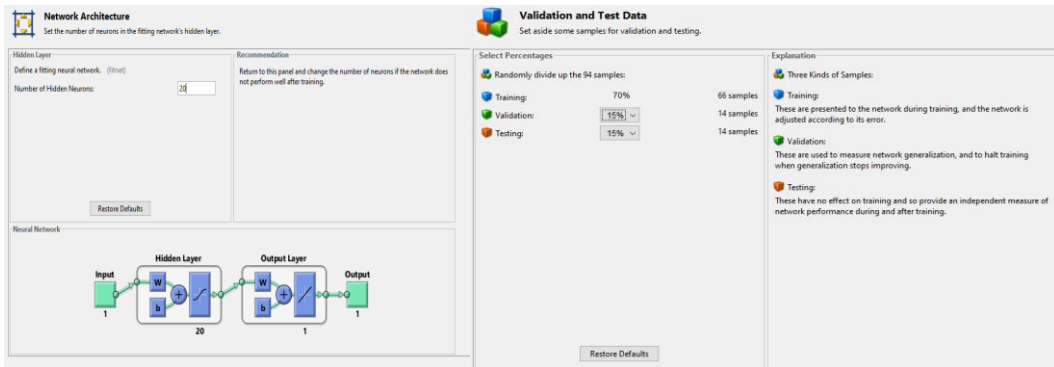 Network Architecture
Set the number of neurons in the fitting network's hidden layer.
Hidden Layer
Define a fitting neural network. (fitnet)
Number of Hidden Neurons:
20
Restore Defaults
Recommendation
Return to this panel and change the number of neurons if the network does
not perform well after training.
Neural Network
Hidden Layer
Output Layer
Input
Output
W
b
W
b
1
20
1
1
Validation and Test Data
Set aside some samples for validation and testing.
Select Percentages
Randomly divide up the 94 samples:
Training: 70% 66 samples
Validation: 15% 14 samples
Testing: 15% 14 samples
Restore Defaults
Explanation
Three Kinds of Samples:
Training:
These are presented to the network during training, and the network is
adjusted according to its error.
Validation:
These are used to measure network generalization, and to halt training
when generalization stops improving.
Testing:
These have no effect on training and so provide an independent measure of
network performance during and after training.